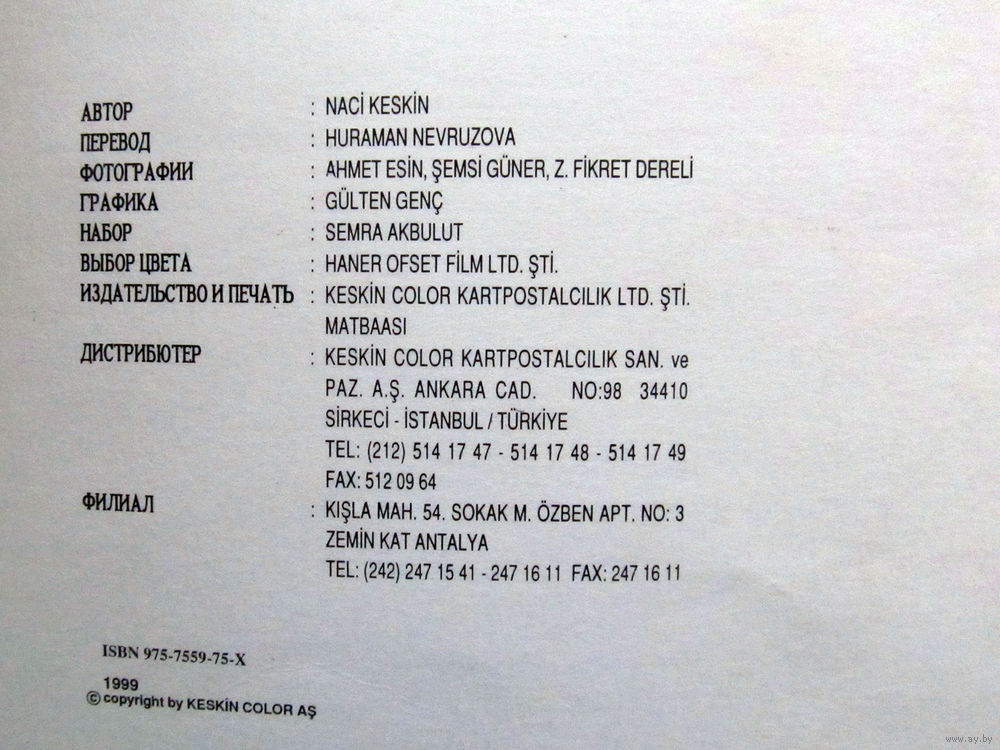 АВТОР : NACİ KESKİN
ПЕРЕВОД : HURAMAN NEVRUZOVA
ФОТОГРАФИИ : AHMET ESİN, ŞEMSİ GÜNER, Z. FİKRET DERELİ
ГРАФИКА : GÜLTEN GENÇ
НАБОР : SEMRA AKBULUT
ВЫБОР ЦВЕТА : HANER OFSET FİLM LTD. ŞTİ.
ИЗДАТЕЛЬСТВО И ПЕЧАТЬ : KESKİN COLOR KARTPOSTALCILIK LTD. ŞTİ.
MATBAASI
ДИСТРИБЮТЕР : KESKİN COLOR KARTPOSTALCILIK SAN. ve
PAZ. A.Ş. ANKARA CAD. NO:98 34410
SİRKECİ - İSTANBUL / TÜRKİYE
TEL: (212) 514 17 47 - 514 17 48 - 514 17 49
FAX: 512 09 64
ФИЛИАЛ : KIŞLA MAH. 54. SOKAK M. ÖZBEN APT. NO: 3
ZEMİN KAT ANTALYA
TEL: (242) 247 15 41 - 247 16 11 FAX: 247 16 11
ISBN 975-7559-75-X
1999
© copyright by KESKİN COLOR AŞ
www.ay.by